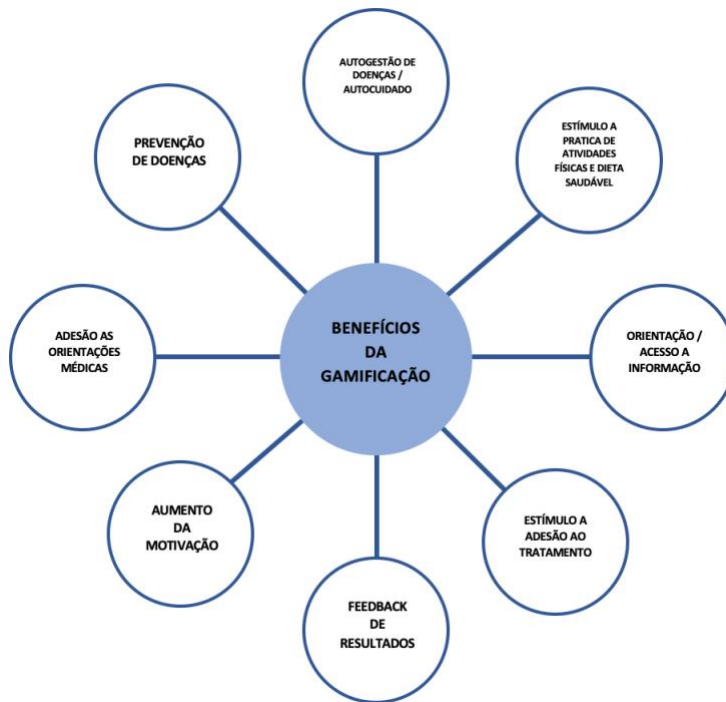 AUTOGESTÃO DE
DOENÇAS /
AUTOCUIDADO
ESTÍMULO A
PRATICA DE
ATIVIDADES
FÍSICAS E DIETA
SAUDÁVEL
ORIENTAÇÃO /
ACESSO A
INFORMAÇÃO
ESTÍMULO A
ADESÃO AO
TRATAMENTO
FEEDBACK
DE
RESULTADOS
AUMENTO
DA
MOTIVAÇÃO
ADESÃO AS
ORIENTAÇÕES
MÉDICAS
PREVENÇÃO
DE DOENÇAS
BENEFÍCIOS
DA
GAMIFICAÇÃO